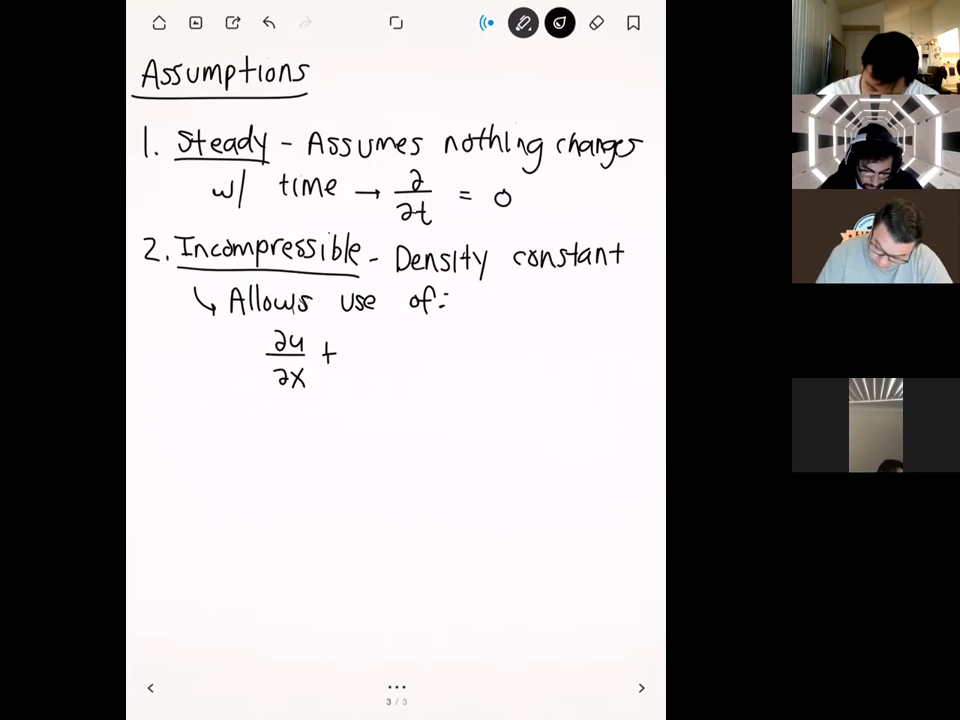 Assumptions
1. Steady - Assumes nothing changes
w/ time → ∂/∂t = 0
2. Incompressible - Density constant
↳ Allows use of:
∂u/∂x +
3 / 3